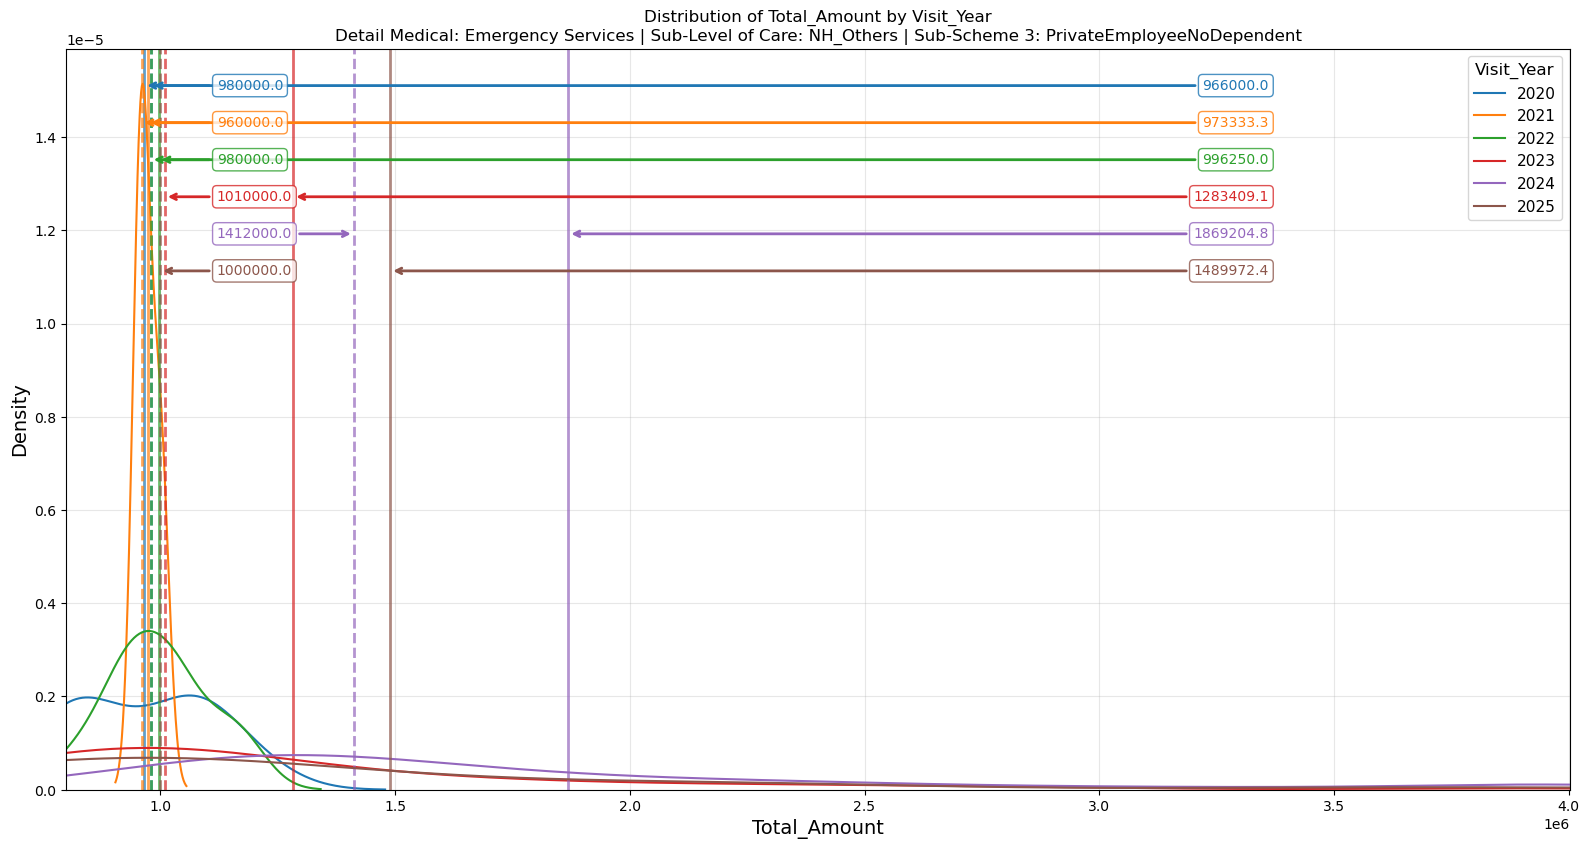 Distribution of Total_Amount by Visit_Year
Detail Medical: Emergency Services | Sub-Level of Care: NH_Others | Sub-Scheme 3: PrivateEmployeeNoDependent
1e−5
980000.0 966000.0
960000.0 973333.3
980000.0 996250.0
1010000.0 1283409.1
1412000.0 1869204.8
1000000.0 1489972.4
Visit_Year
2020
2021
2022
2023
2024
2025
Density
1.4
1.2
1.0
0.8
0.6
0.4
0.2
0.0
1.0 1.5 2.0 2.5 3.0 3.5 4.0
1e6
Total_Amount